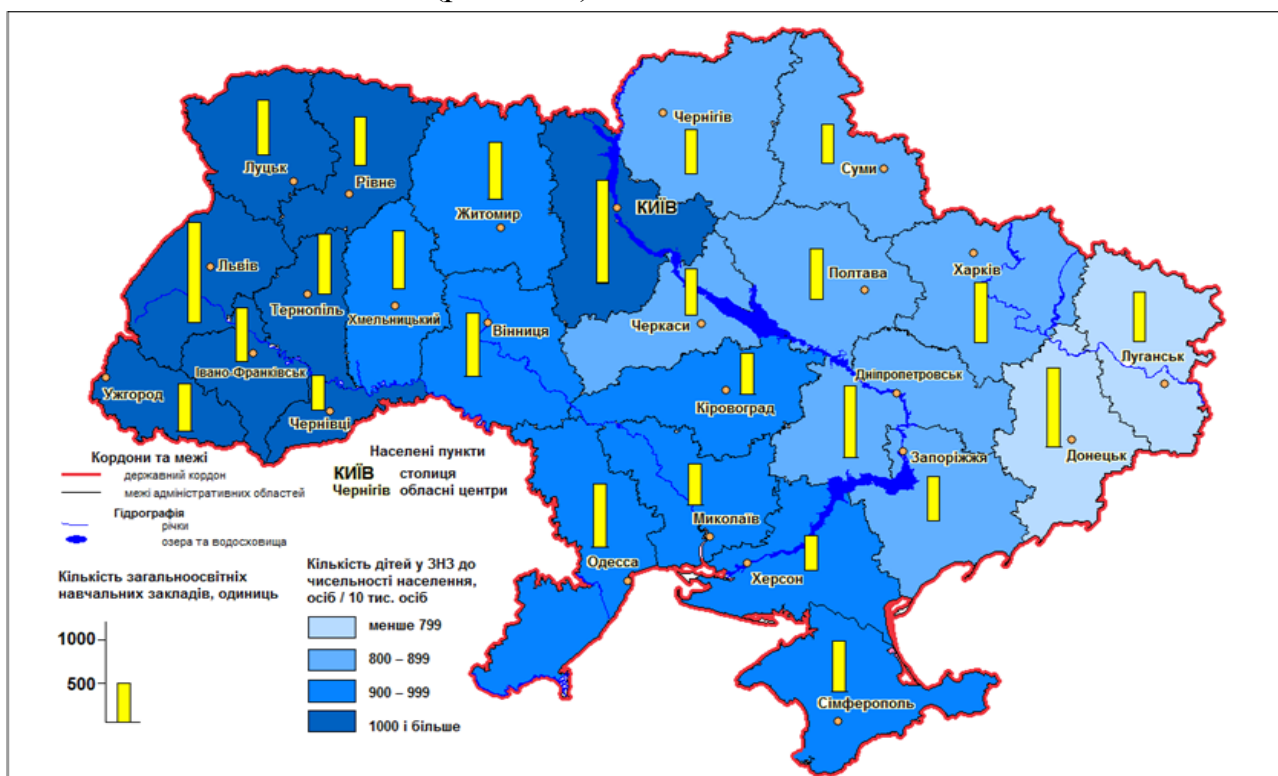 Чернігів
Суми
Луцьк
Рівне
Житомир
КИЇВ
Львів
Тернопіль
Хмельницький
Вінниця
Черкаси
Полтава
Харків
Луганськ
Івано-Франківськ
Ужгород
Чернівці
Кіровоград
Дніпропетровськ
Запоріжжя
Донецьк
Миколаїв
Одесса
Херсон
Сімферополь
Кордони та межі
державний кордон
межі адміністративних областей
Гідрографія
річки
озера та водосховища
Населені пункти
КИЇВ столиця
Чернігів обласні центри
Кількість загальноосвітніх
навчальних закладів, одиниць
1000
500
Кількість дітей у ЗНЗ до
чисельності населення,
осіб / 10 тис. осіб
менше 799
800 – 899
900 – 999
1000 і більше